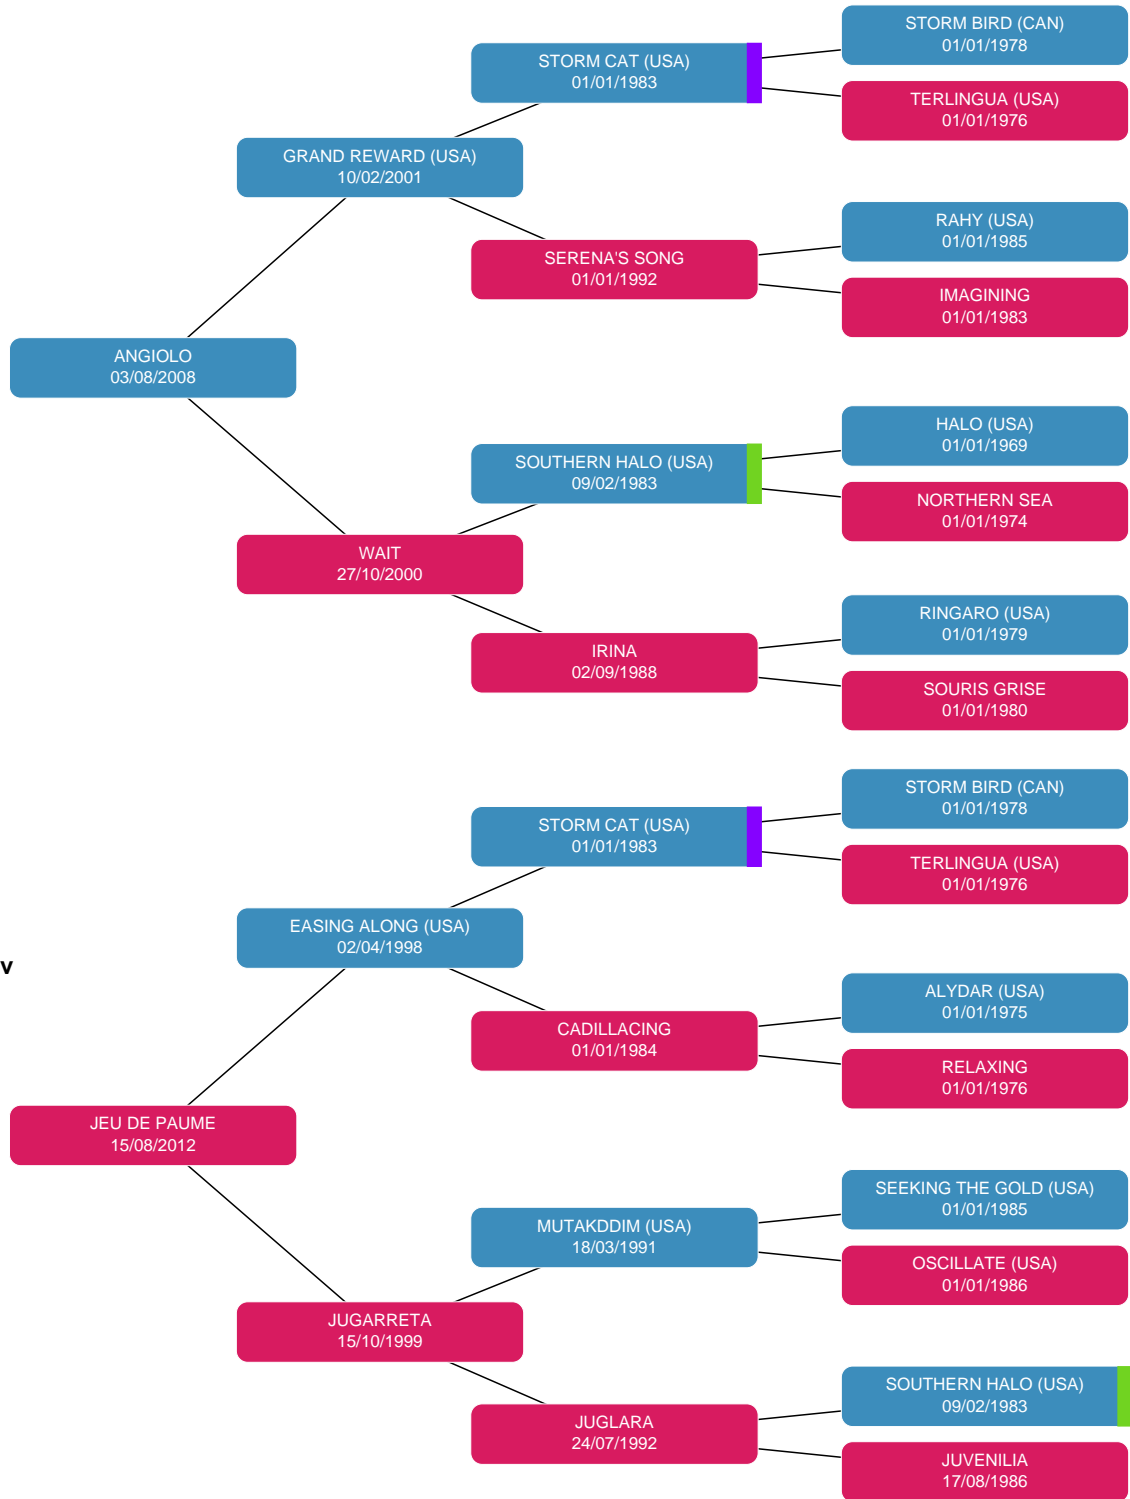 STORM BIRD (CAN)
01/01/1978
STORM CAT (USA)
01/01/1983
TERLINGUA (USA)
01/01/1976
GRAND REWARD (USA)
10/02/2001
RAHY (USA)
01/01/1985
SERENA'S SONG
01/01/1992
IMAGINING
01/01/1983
ANGIOLO
03/08/2008
HALO (USA)
01/01/1969
SOUTHERN HALO (USA)
09/02/1983
NORTHERN SEA
01/01/1974
WAIT
27/10/2000
RINGARO (USA)
01/01/1979
IRINA
02/09/1988
SOURIS GRISE
01/01/1980
STORM BIRD (CAN)
01/01/1978
STORM CAT (USA)
01/01/1983
TERLINGUA (USA)
01/01/1976
EASING ALONG (USA)
02/04/1998
v
ALYDAR (USA)
01/01/1975
CADILLACING
01/01/1984
RELAXING
01/01/1976
JEU DE PAUME
15/08/2012
SEEKING THE GOLD (USA)
01/01/1985
MUTAKDDIM (USA)
18/03/1991
OSCILLATE (USA)
01/01/1986
JUGARRETA
15/10/1999
SOUTHERN HALO (USA)
09/02/1983
JUGLARA
24/07/1992
JUVENILIA
17/08/1986